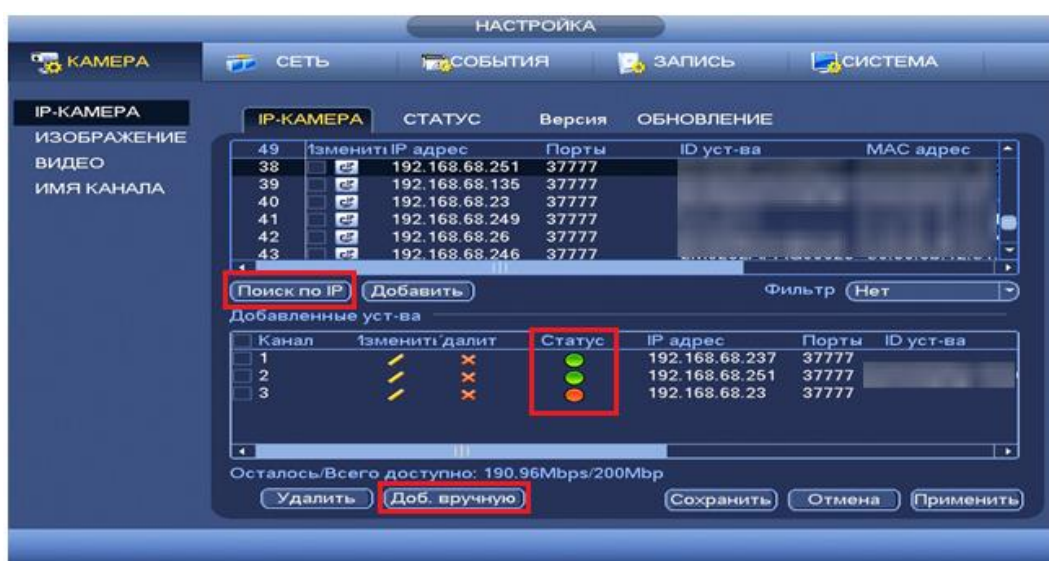 НАСТРОЙКА
КАМЕРА СЕТЬ СОБЫТИЯ ЗАПИСЬ СИСТЕМА
IP-КАМЕРА
ИЗОБРАЖЕНИЕ
ВИДЕО
ИМЯ КАНАЛА
IP-КАМЕРА СТАТУС Версия ОБНОВЛЕНИЕ
49 Изменити IP адрес Порты ID уст-ва MAC адрес
38 192.168.68.251 37777
39 192.168.68.135 37777
40 192.168.68.23 37777
41 192.168.68.249 37777
42 192.168.68.26 37777
43 192.168.68.246 37777
Поиск по IP Добавить Фильтр Нет
Добавленные уст-ва
Канал Изменить далит Статус IP адрес Порты ID уст-ва
1 192.168.68.237 37777
2 192.168.68.251 37777
3 192.168.68.23 37777
Осталось/Всего доступно: 190.96Mbps/200Mbp
Удалить Доб. вручную Сохранить Отмена Применить